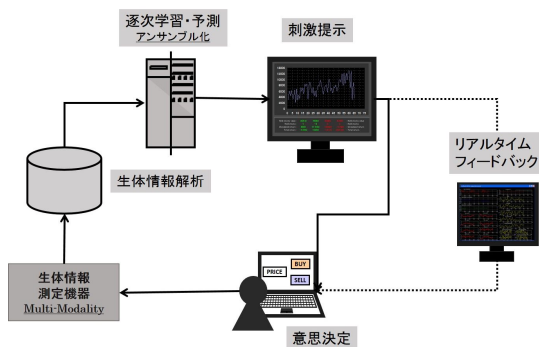 逐次学習・予測
アンサンブル化
刺激提示
リアルタイム
フィードバック
生体情報解析
生体情報
測定機器
Multi-Modality
PRICE
BUY
SELL
意思決定